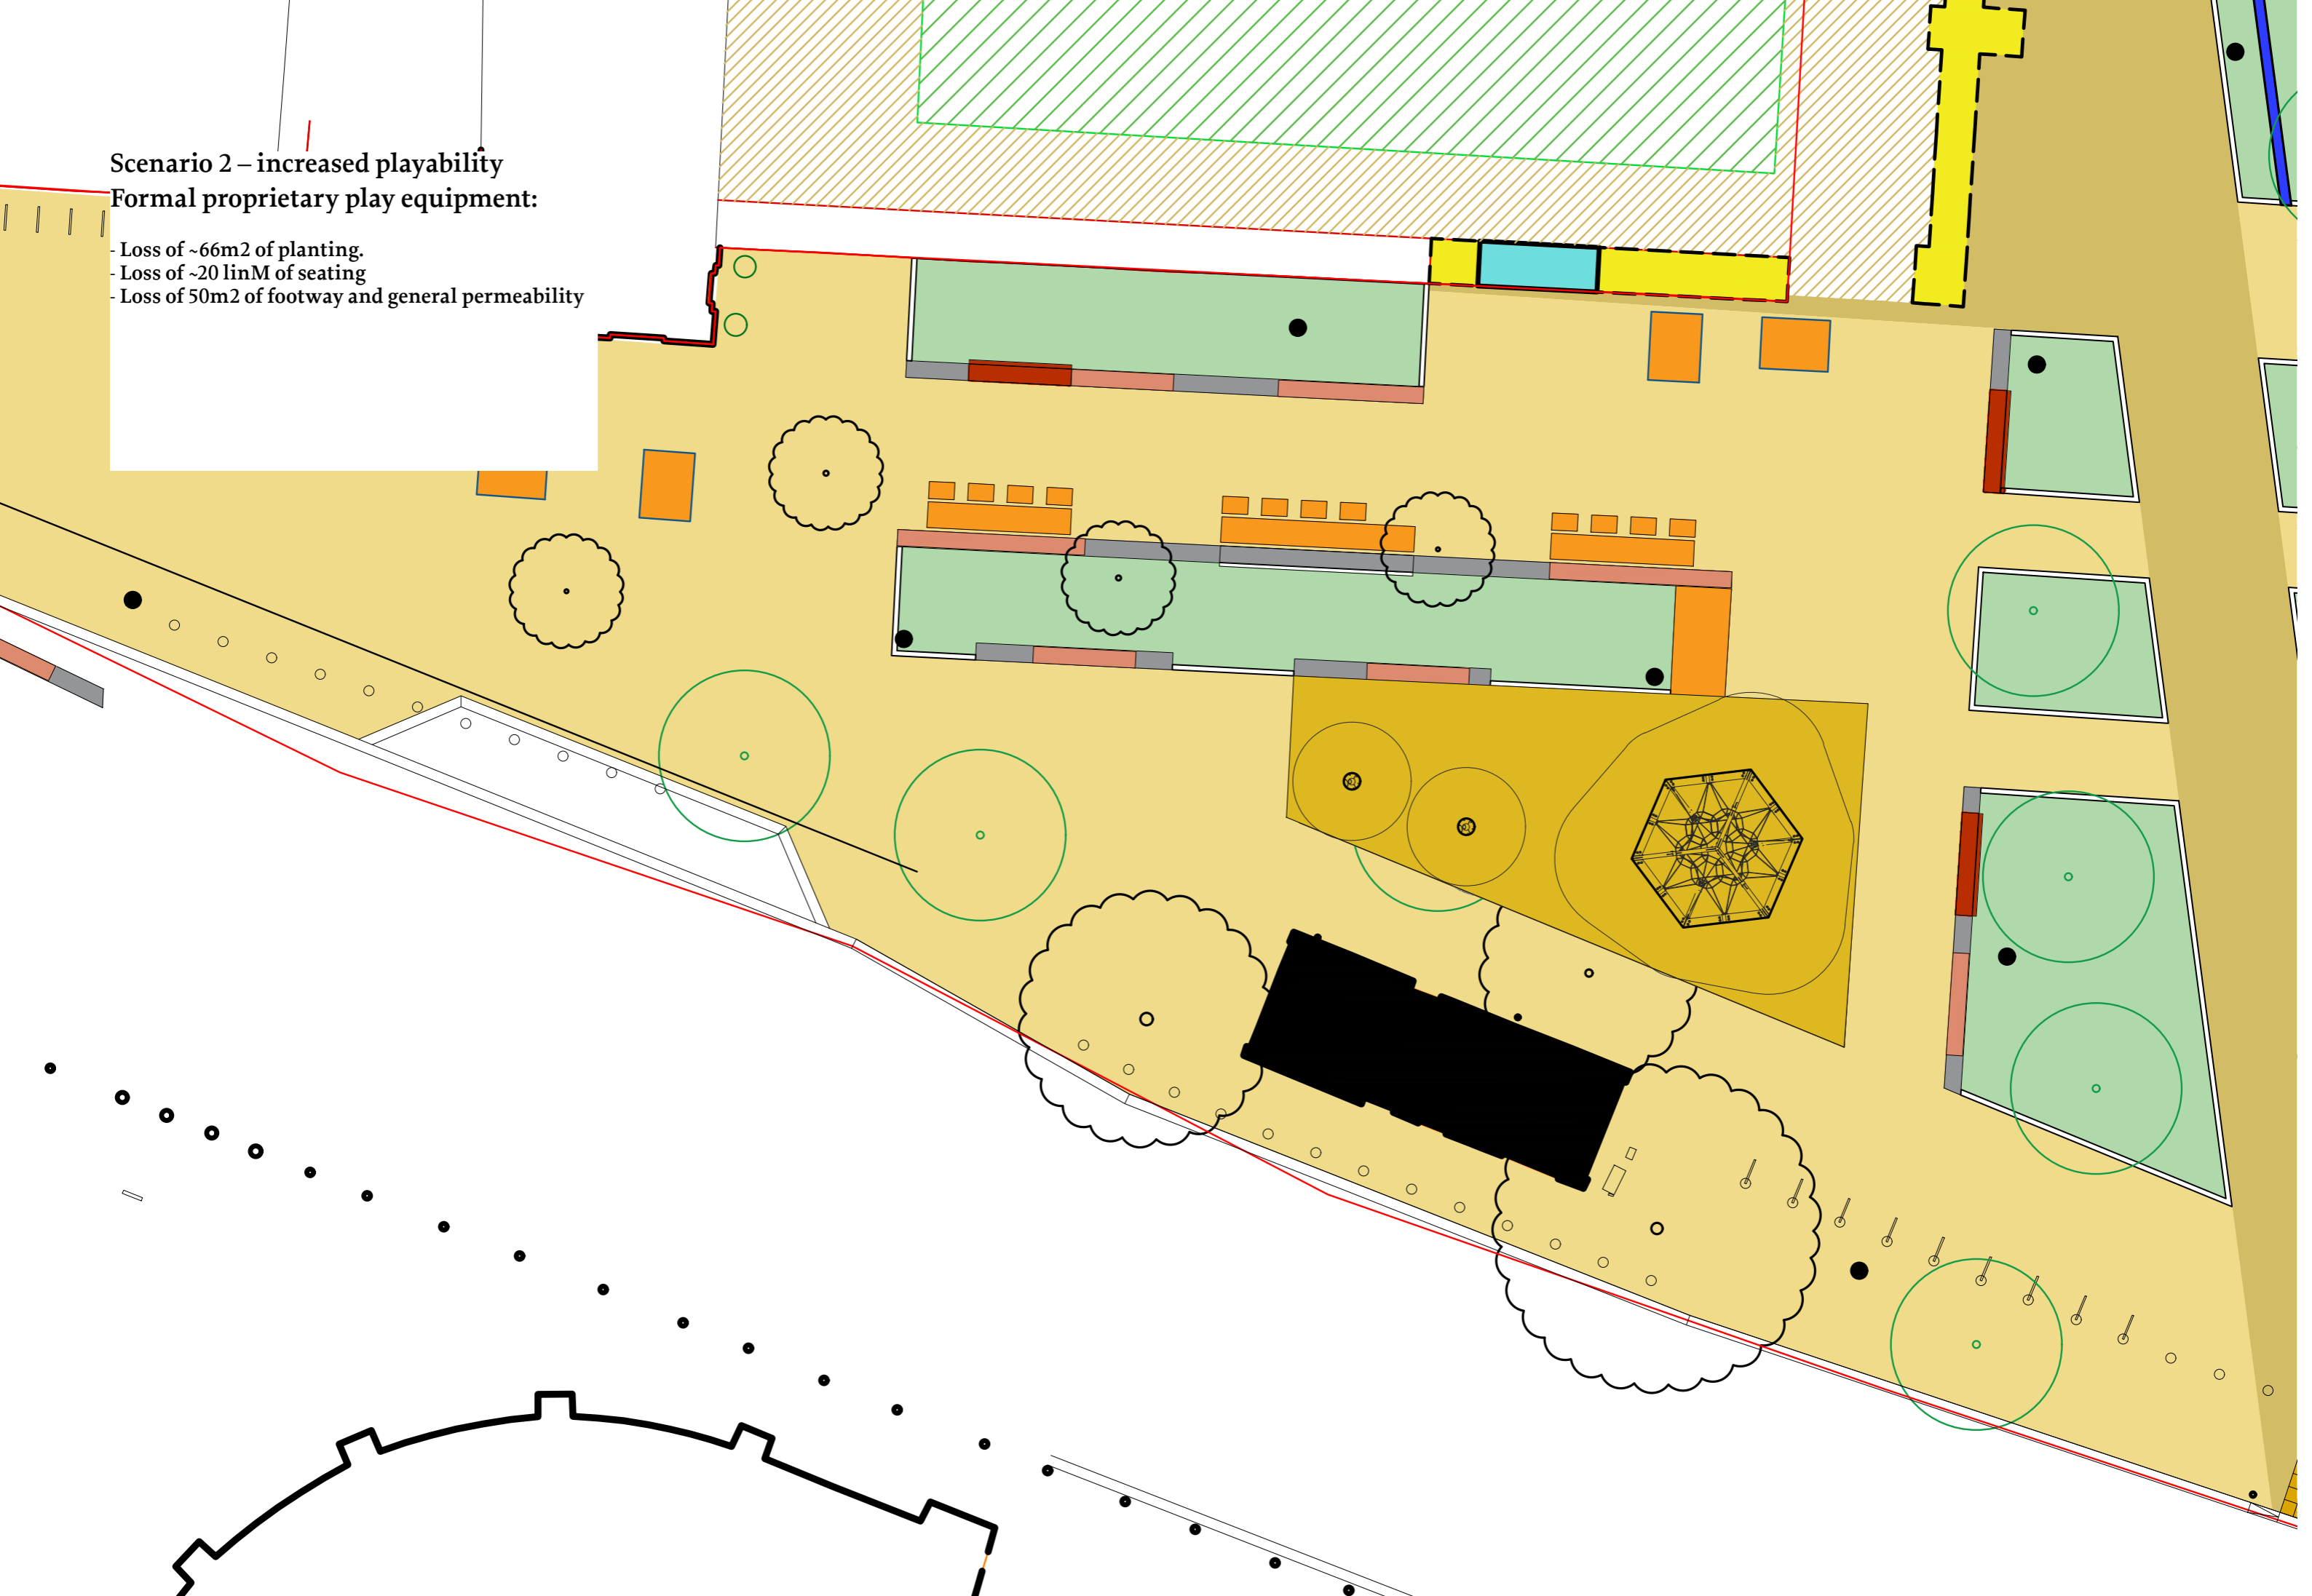 Scenario 2 – increased playability
Formal proprietary play equipment:
- Loss of ~66m2 of planting.
- Loss of ~20 linM of seating
- Loss of 50m2 of footway and general permeability